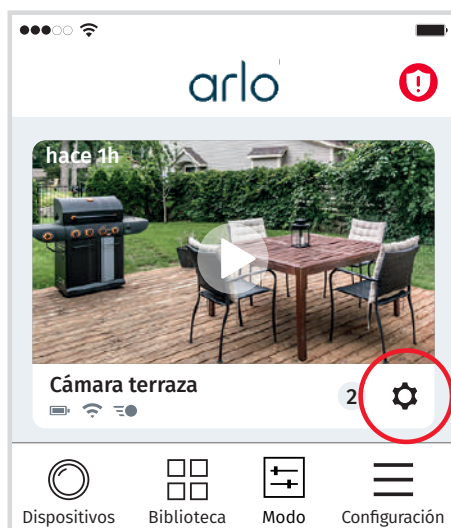 arlo
hace 1h
Cámara terraza
2
Dispositivos Biblioteca Modo Configuración